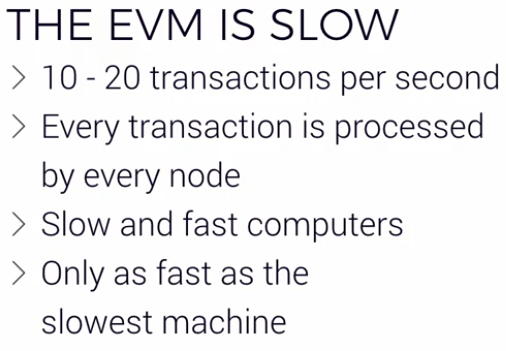 THE EVM IS SLOW
> 10 - 20 transactions per second
> Every transaction is processed
by every node
> Slow and fast computers
> Only as fast as the
slowest machine